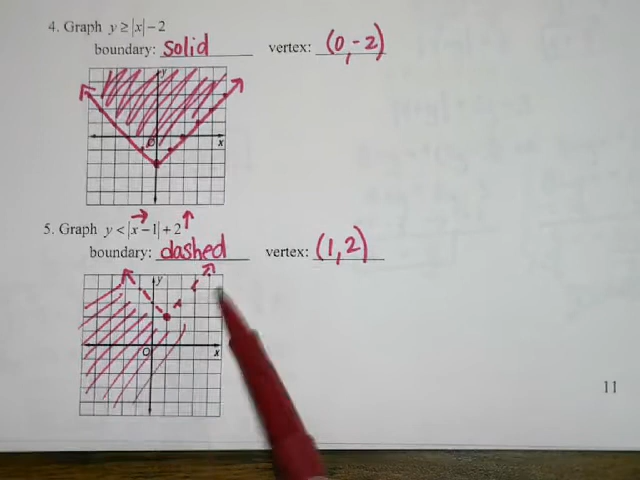 4. Graph y ≥ |x| − 2
boundary: solid vertex: (0, -2)
y
O
x
5. Graph y < |x − 1| + 2
boundary: dashed vertex: (1, 2)
y
O
x
11